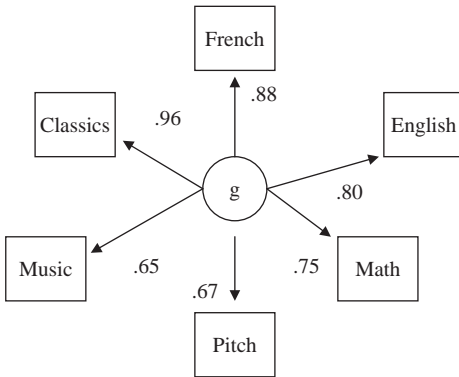 French
.88
Classics
.96
English
g
.80
Music
.65
.75
Math
.67
Pitch